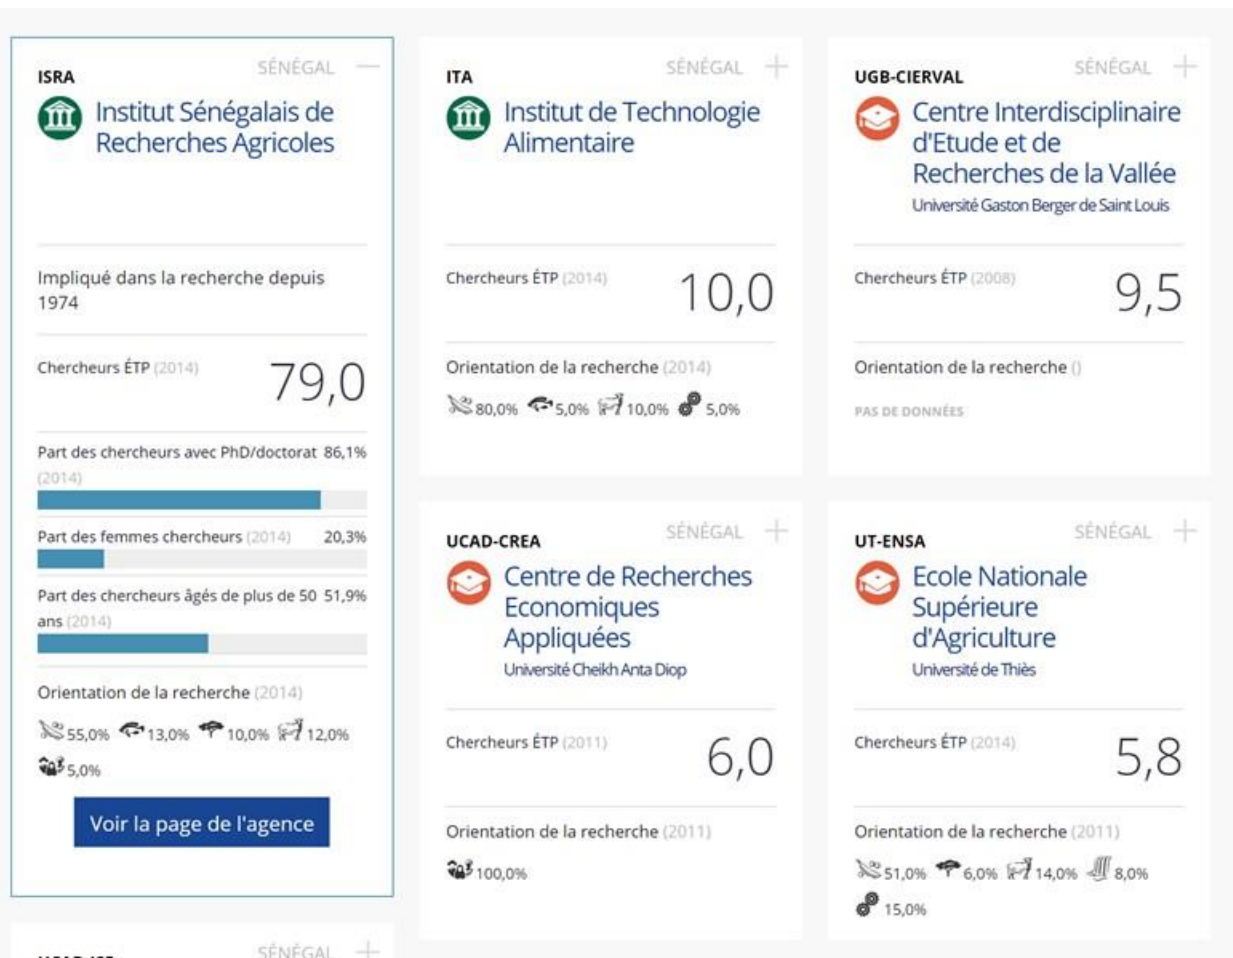 ISRA
SÉNÉGAL
Institut Sénégalais de
Recherches Agricoles
Impliqué dans la recherche depuis
1974
Chercheurs ÉTP (2014)
79,0
Part des chercheurs avec PhD/doctorat 86,1%
(2014)
Part des femmes chercheurs (2014) 20,3%
Part des chercheurs âgés de plus de 50 51,9%
ans (2014)
Orientation de la recherche (2014)
55,0% 13,0% 10,0% 12,0%
5,0%
Voir la page de l'agence
ITA
SÉNÉGAL
Institut de Technologie
Alimentaire
Chercheurs ÉTP (2014)
10,0
Orientation de la recherche (2014)
80,0% 5,0% 10,0% 5,0%
UGB-CIERVAL
SÉNÉGAL
Centre Interdisciplinaire
d'Etude et de
Recherches de la Vallée
Université Gaston Berger de Saint Louis
Chercheurs ÉTP (2008)
9,5
Orientation de la recherche ()
PAS DE DONNÉES
UCAD-CREA
SÉNÉGAL
Centre de Recherches
Economiques
Appliquées
Université Cheikh Anta Diop
Chercheurs ÉTP (2011)
6,0
Orientation de la recherche (2011)
100,0%
UT-ENSA
SÉNÉGAL
Ecole Nationale
Supérieure
d'Agriculture
Université de Thiès
Chercheurs ÉTP (2014)
5,8
Orientation de la recherche (2011)
51,0% 6,0% 14,0% 8,0%
15,0%
SÉNÉGAL